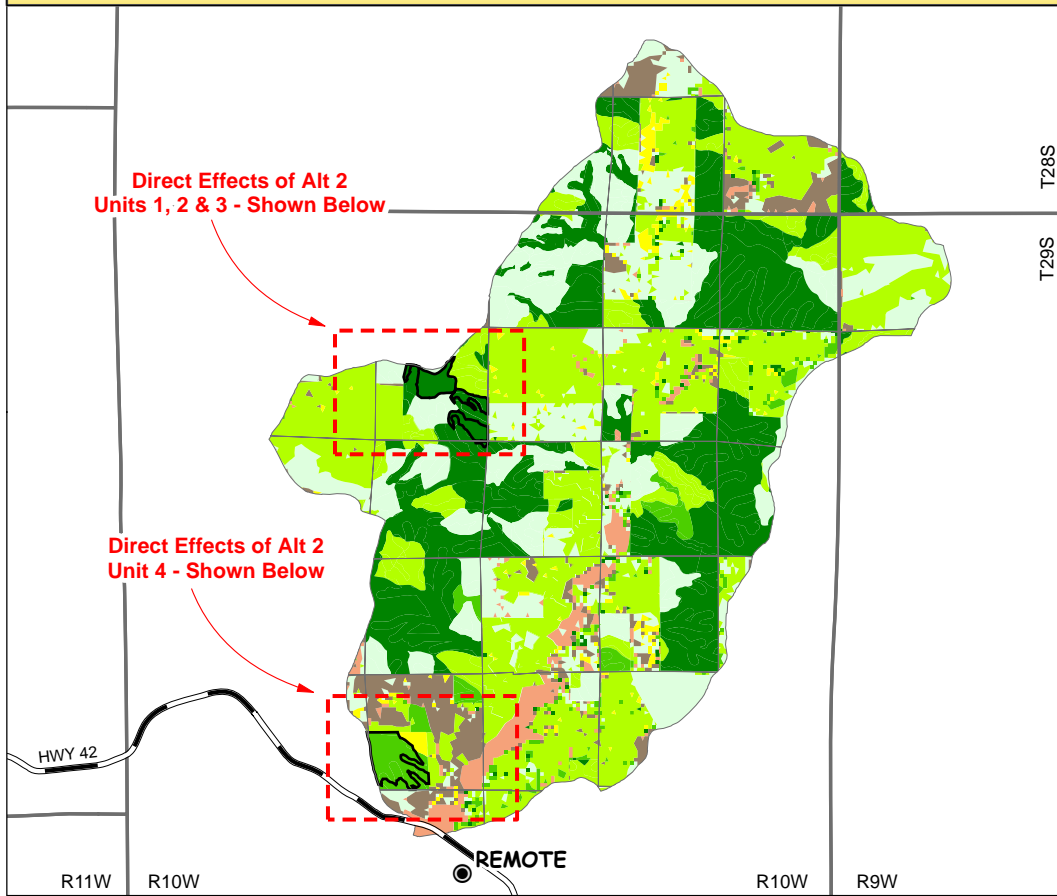 T28S
T29S
Direct Effects of Alt 2
Units 1, 2 & 3 - Shown Below
Direct Effects of Alt 2
Unit 4 - Shown Below
HWY 42
REMOTE
R11W
R10W
R10W
R9W